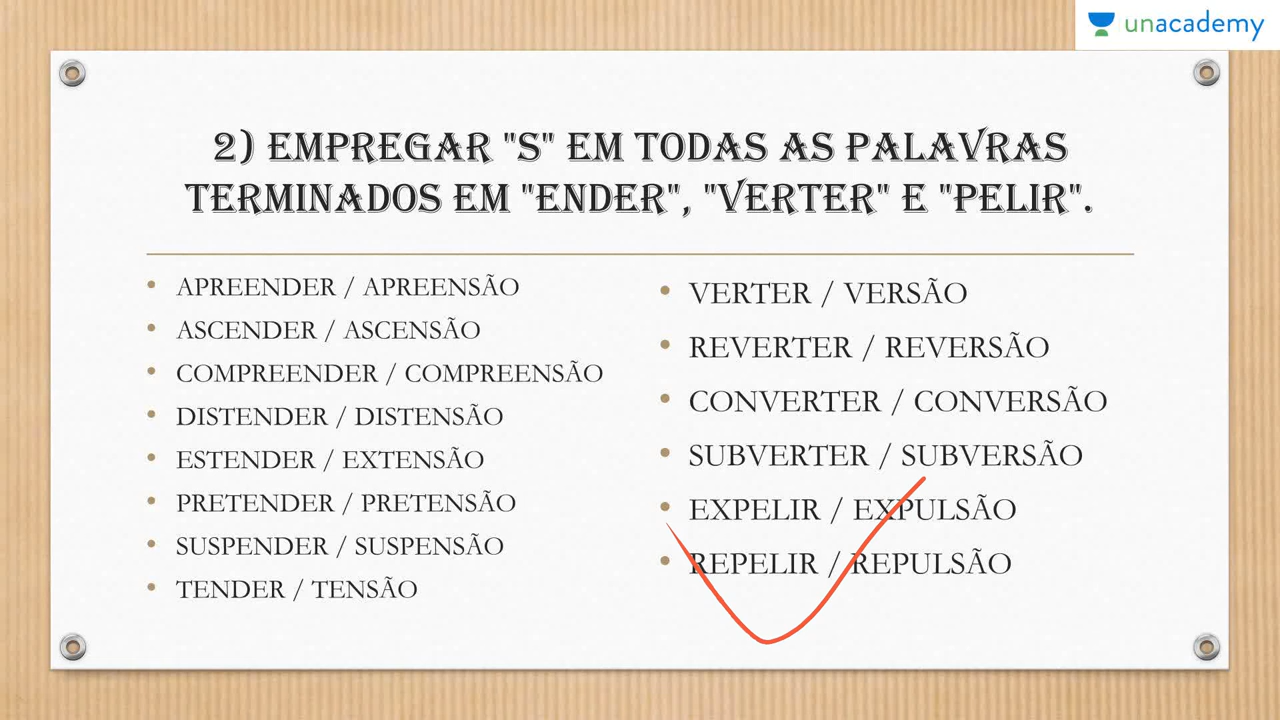 unacademy
2) EMPREGAR "S" EM TODAS AS PALAVRAS
TERMINADOS EM "ENDER", "VERTER" E "PELIR".
• APREENDER / APREENSÃO
• ASCENDER / ASCENSÃO
• COMPREENDER / COMPREENSÃO
• DISTENDER / DISTENSÃO
• ESTENDER / EXTENSÃO
• PRETENDER / PRETENSÃO
• SUSPENDER / SUSPENSÃO
• TENDER / TENSÃO
• VERTER / VERSÃO
• REVERTER / REVERSÃO
• CONVERTER / CONVERSÃO
• SUBVERTER / SUBVERSÃO
• EXPELIR / EXPULSÃO
• REPELIR / REPULSÃO